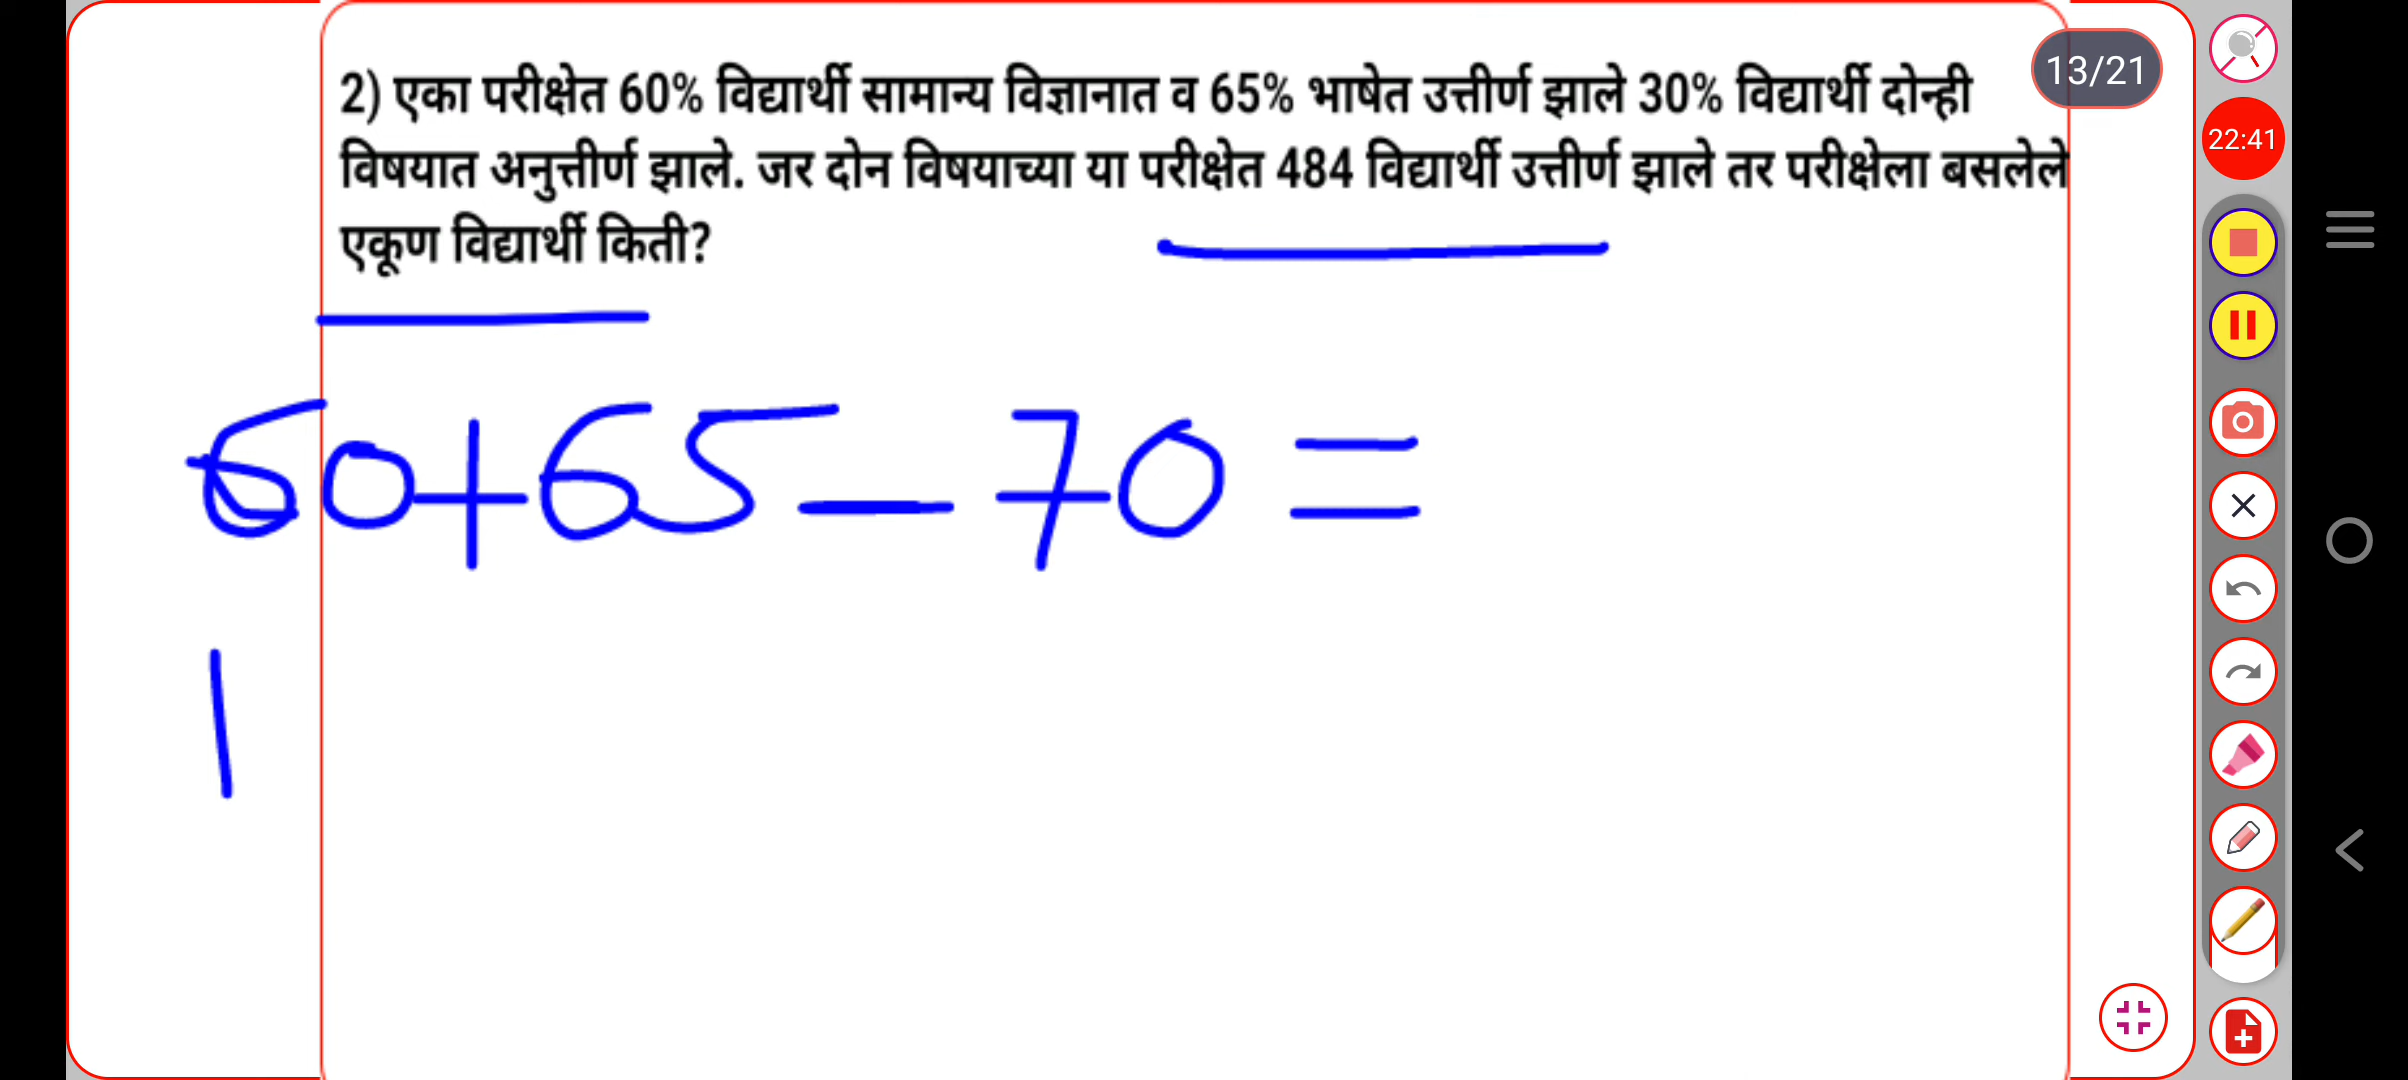 2) एका परीक्षेत 60% विद्यार्थी सामान्य विज्ञानात व 65% भाषेत उत्तीर्ण झाले 30% विद्यार्थी दोन्ही
विषयात अनुत्तीर्ण झाले. जर दोन विषयाच्या या परीक्षेत 484 विद्यार्थी उत्तीर्ण झाले तर परीक्षेला बसलेले
एकूण विद्यार्थी किती?
13/21
22:41
60+65-70=
1